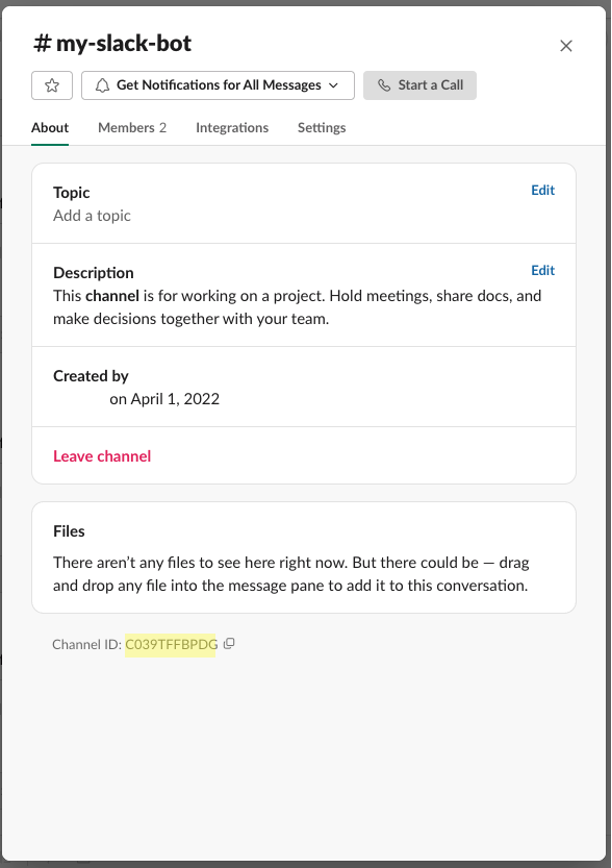 # my-slack-bot
Get Notifications for All Messages
Start a Call
About Members 2 Integrations Settings
Topic Edit
Add a topic
Description Edit
This channel is for working on a project. Hold meetings, share docs, and
make decisions together with your team.
Created by
on April 1, 2022
Leave channel
Files
There aren’t any files to see here right now. But there could be — drag
and drop any file into the message pane to add it to this conversation.
Channel ID: C039TFFBPDG